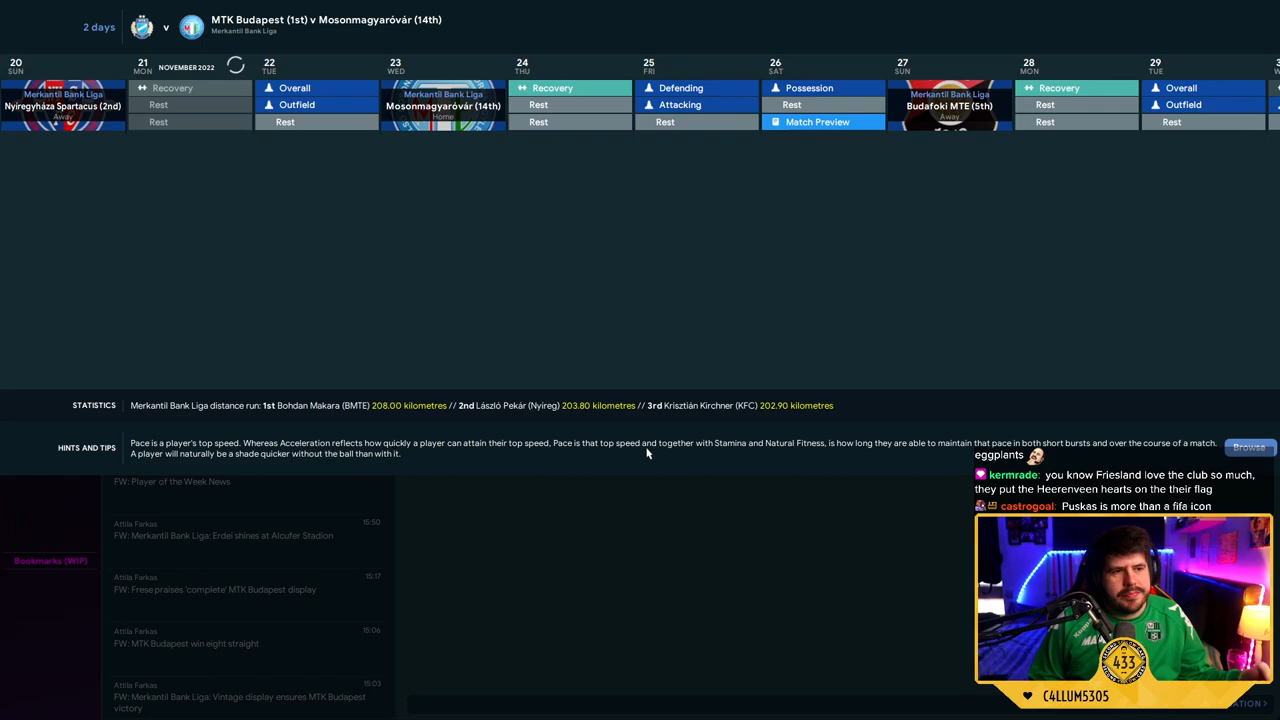 2 days
v
MTK Budapest (1st) v Mosonmagyaróvár (14th)
Merkantil Bank Liga
20
SUN
21
MON
NOVEMBER 2022
22
TUE
23
WED
24
THU
25
FRI
26
SAT
27
SUN
28
MON
29
TUE
Merkantil Bank Liga
Nyíregyháza Spartacus (2nd)
Away
Recovery
Rest
Rest
Overall
Outfield
Rest
Merkantil Bank Liga
Mosonmagyaróvár (14th)
Home
Recovery
Rest
Rest
Defending
Attacking
Rest
Possession
Rest
Match Preview
Merkantil Bank Liga
Budafoki MTE (5th)
Away
Recovery
Rest
Rest
Overall
Outfield
Rest
STATISTICS
Merkantil Bank Liga distance run: 1st Bohdan Makara (BMTE) 208.00 kilometres // 2nd László Pekár (Nyíreg) 203.80 kilometres // 3rd Krisztián Kirchner (KFC) 202.90 kilometres
HINTS AND TIPS
Pace is a player's top speed. Whereas Acceleration reflects how quickly a player can attain their top speed, Pace is that top speed and together with Stamina and Natural Fitness, is how long they are able to maintain that pace in both short bursts and over the course of a match.
A player will naturally be a shade quicker without the ball than with it.
Browse
eggplants
kermrade: you know Friesland love the club so much,
they put the Heerenveen hearts on the their flag
castrogoal: Puskas is more than a fifa icon
FW: Player of the Week News
Attila Farkas
15:50
FW: Merkantil Bank Liga: Erdei shines at Alcufer Stadion
Bookmarks (WIP)
Attila Farkas
15:17
FW: Frese praises 'complete' MTK Budapest display
Attila Farkas
15:06
FW: MTK Budapest win eight straight
Attila Farkas
15:03
FW: Merkantil Bank Liga: Vintage display ensures MTK Budapest
victory
433
C4LLUM5305